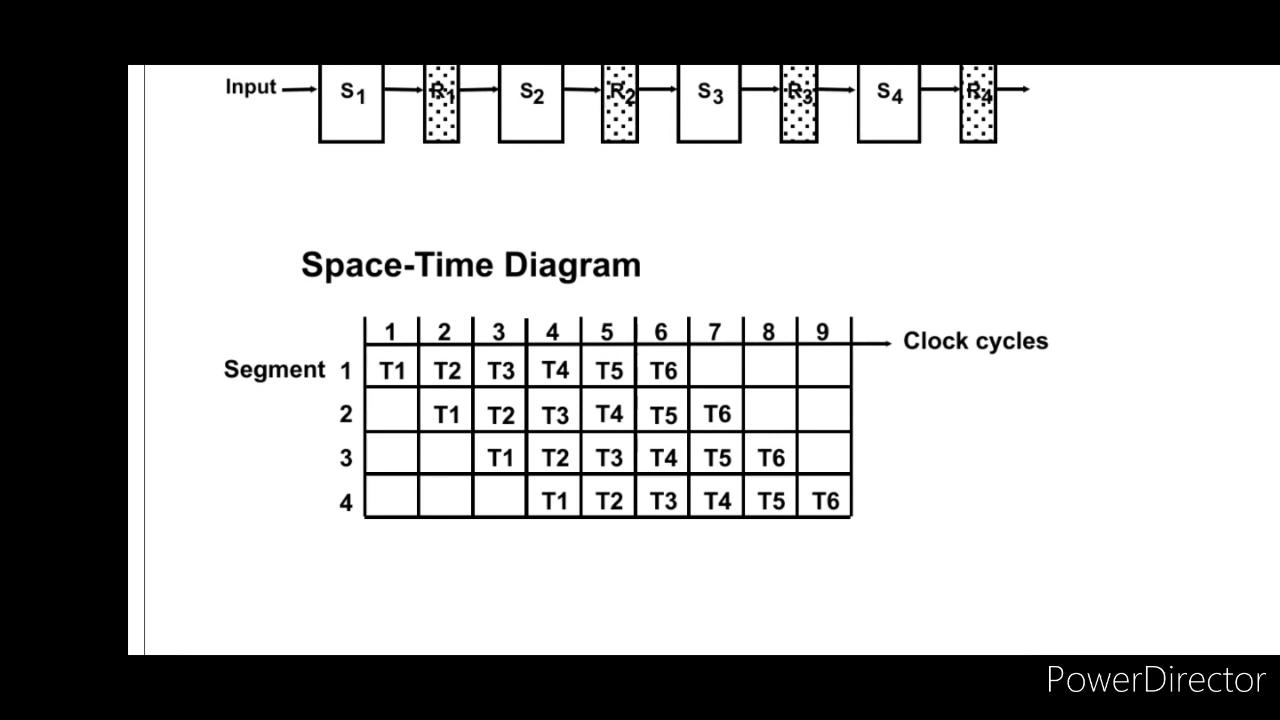 Input S1 R1 S2 R2 S3 R3 S4 R4
Space-Time Diagram
1 2 3 4 5 6 7 8 9 Clock cycles
Segment 1 T1 T2 T3 T4 T5 T6
2 T1 T2 T3 T4 T5 T6
3 T1 T2 T3 T4 T5 T6
4 T1 T2 T3 T4 T5 T6
PowerDirector